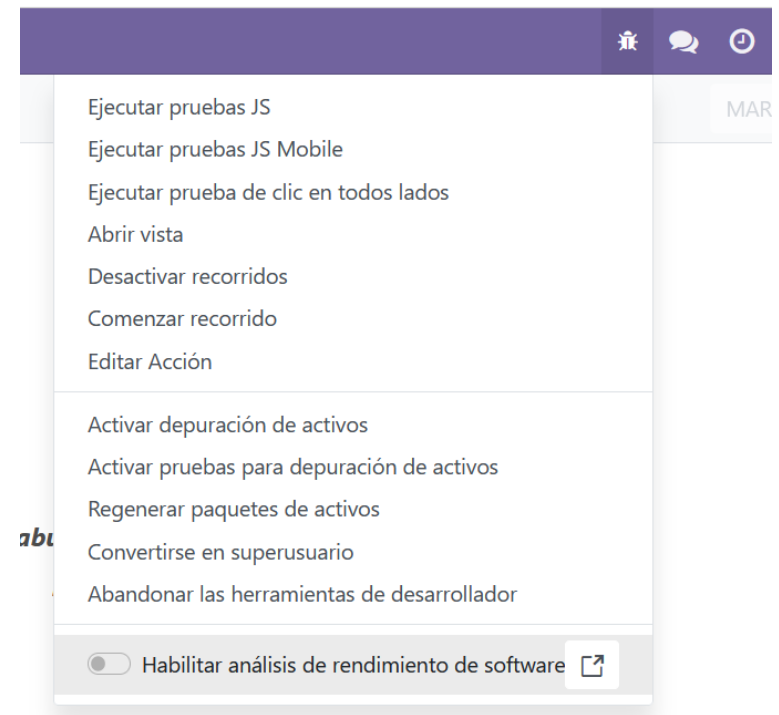 MAR
Ejecutar pruebas JS
Ejecutar pruebas JS Mobile
Ejecutar prueba de clic en todos lados
Abrir vista
Desactivar recorridos
Comenzar recorrido
Editar Acción
Activar depuración de activos
Activar pruebas para depuración de activos
Regenerar paquetes de activos
abu
Convertirse en superusuario
Abandonar las herramientas de desarrollador
Habilitar análisis de rendimiento de software